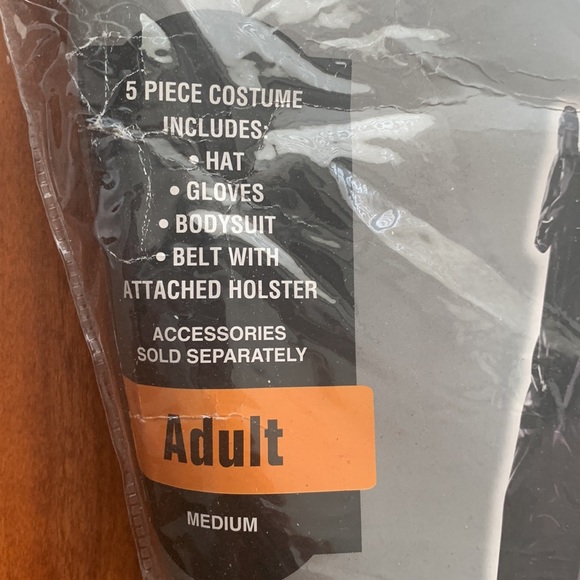 5 PIECE COSTUME
INCLUDES:
• HAT
• GLOVES
• BODYSUIT
• BELT WITH
ATTACHED HOLSTER
ACCESSORIES
SOLD SEPARATELY
Adult
MEDIUM